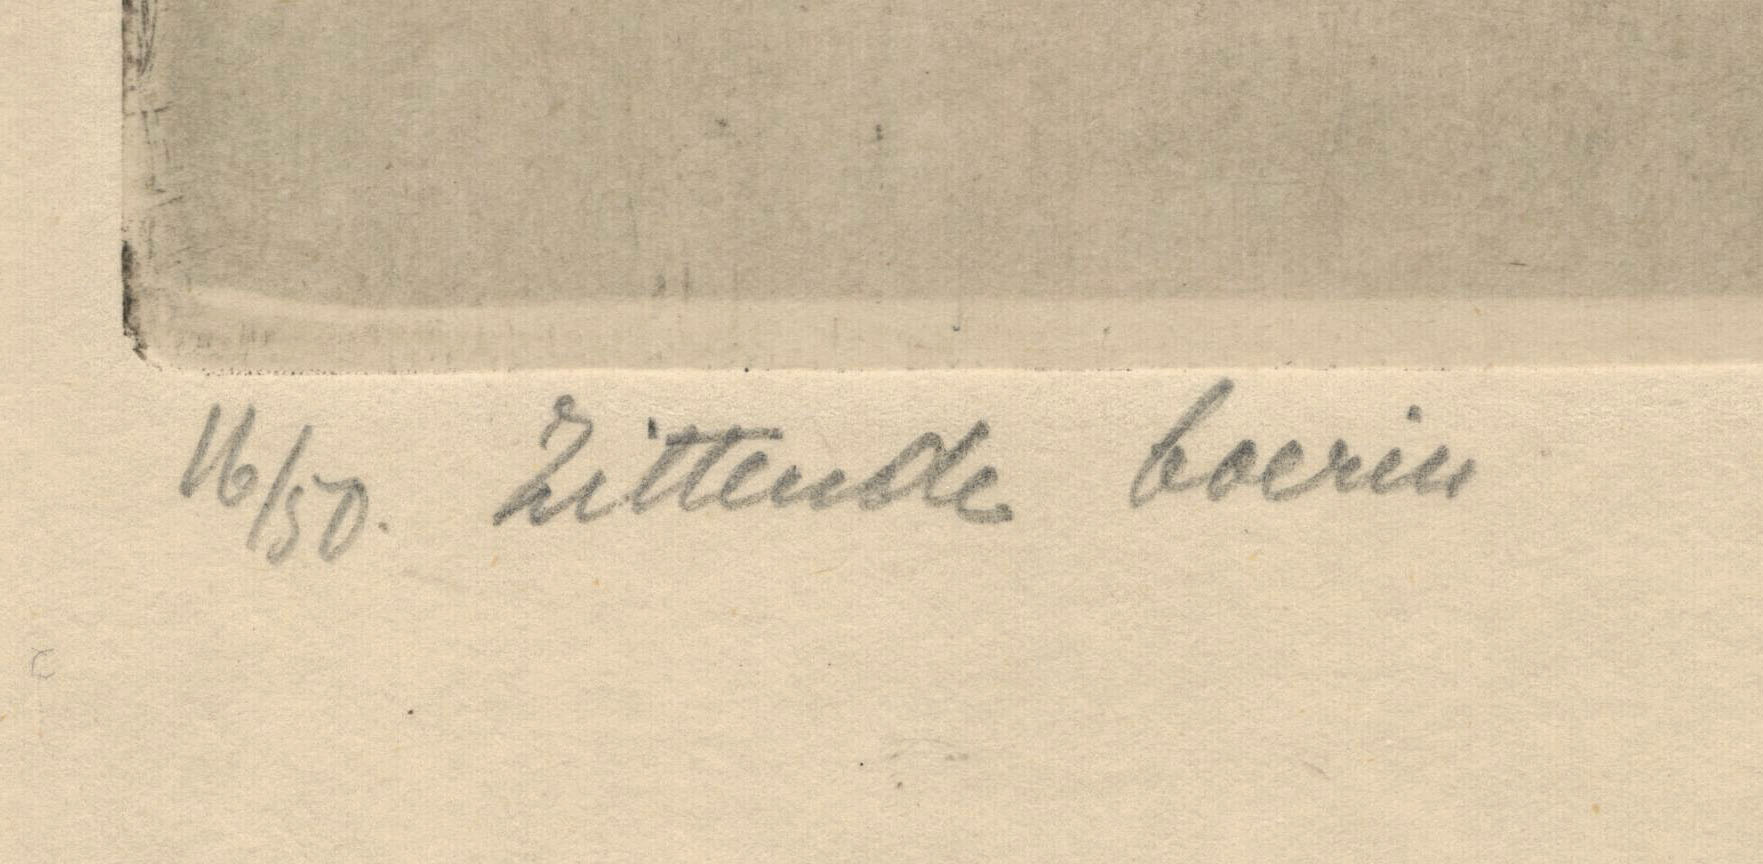 16/50. Zittende boerin